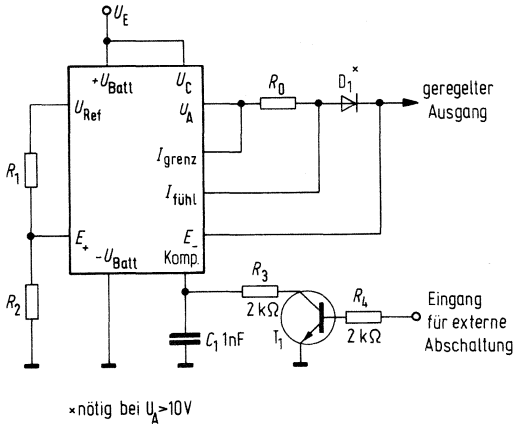 U_E
+U_Batt
U_C
U_Ref
U_A
R_0
D_1 *
geregelter
Ausgang
I_grenz
I_fühl
R_1
E_+
E_-
-U_Batt
Komp.
R_2
R_3
2 kΩ
C_1 1nF
T_1
R_4
2 kΩ
Eingang
für externe
Abschaltung
* nötig bei U_A > 10V